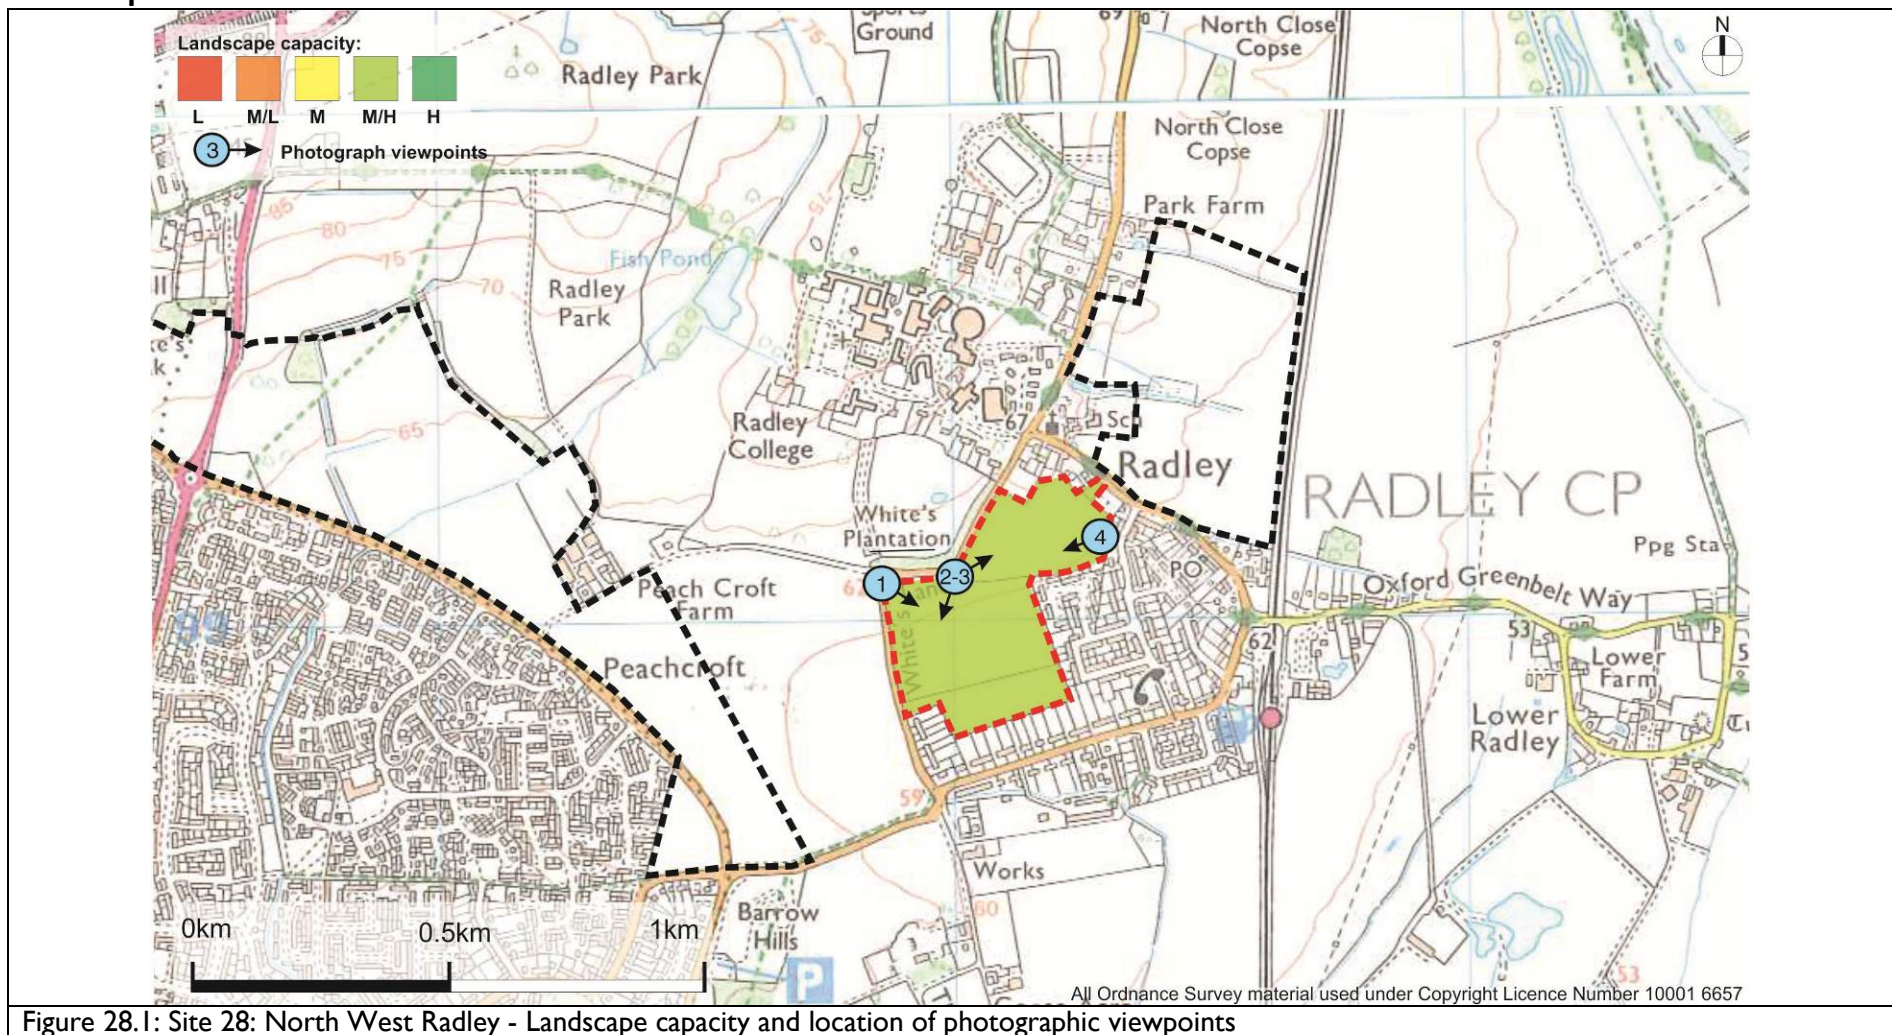 Landscape capacity:
L M/L M M/H H
3 Photograph viewpoints
N
Ground
69
North Close
Copse
75
Radley Park
North Close
Copse
Park Farm
85
80
75
75
Fish Pond
70
Radley
Park
65
Radley
College
67
Sch
Radley
RADLEY CP
White's
Plantation
Ppg Sta
4
PO
1
2-3
Peach Croft
Farm
Oxford Greenbelt Way
53
62
Lower
Farm
Peachcroft
White's
Lower
Radley
59
Works
60
Barrow
Hills
P
53
0km 0.5km 1km
All Ordnance Survey material used under Copyright Licence Number 10001 6657
Figure 28.1: Site 28: North West Radley - Landscape capacity and location of photographic viewpoints